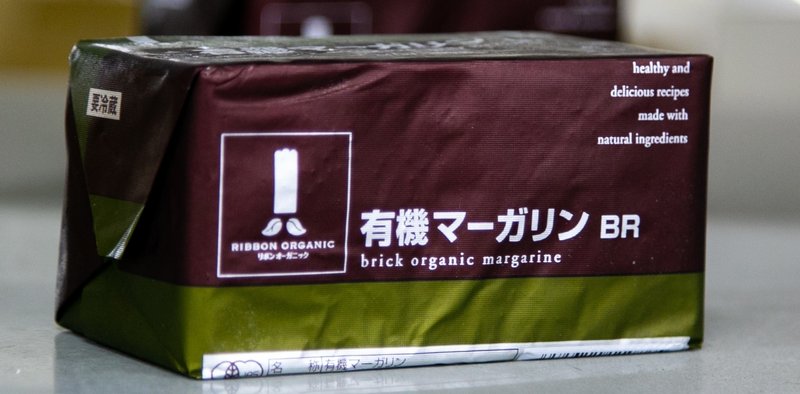 healthy and
delicious recipes
made with
natural ingredients
要冷蔵
RIBBON ORGANIC
リボンオーガニック
有機マーガリン BR
brick organic margarine
名 称 有機マーガリン